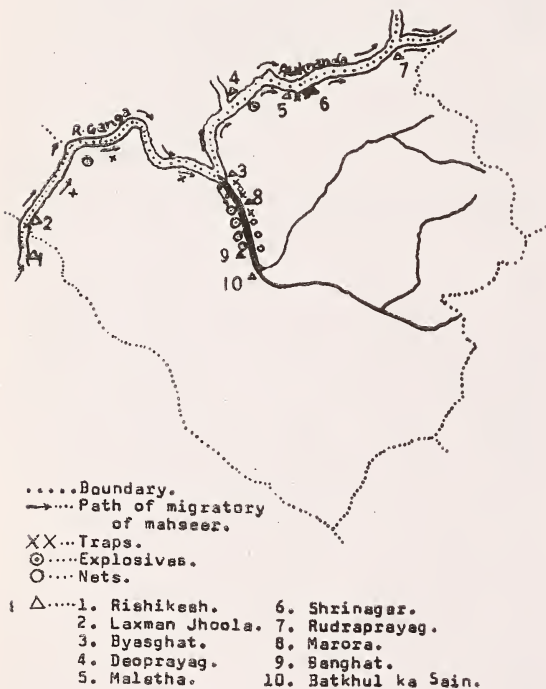 Alaknanda
4
7
5
6
R.Ganga
3
2
8
1
9
10
.....Boundary.
→····Path of migratory
of mahseer.
XX···Traps.
⊙·····Explosives.
○····Nets.
△·····1. Rishikesh. 6. Shrinagar.
2. Laxman Jhoola. 7. Rudraprayag.
3. Byasghat. 8. Marora.
4. Deoprayag. 9. Banghat.
5. Maletha. 10. Batkhul ka Sain.